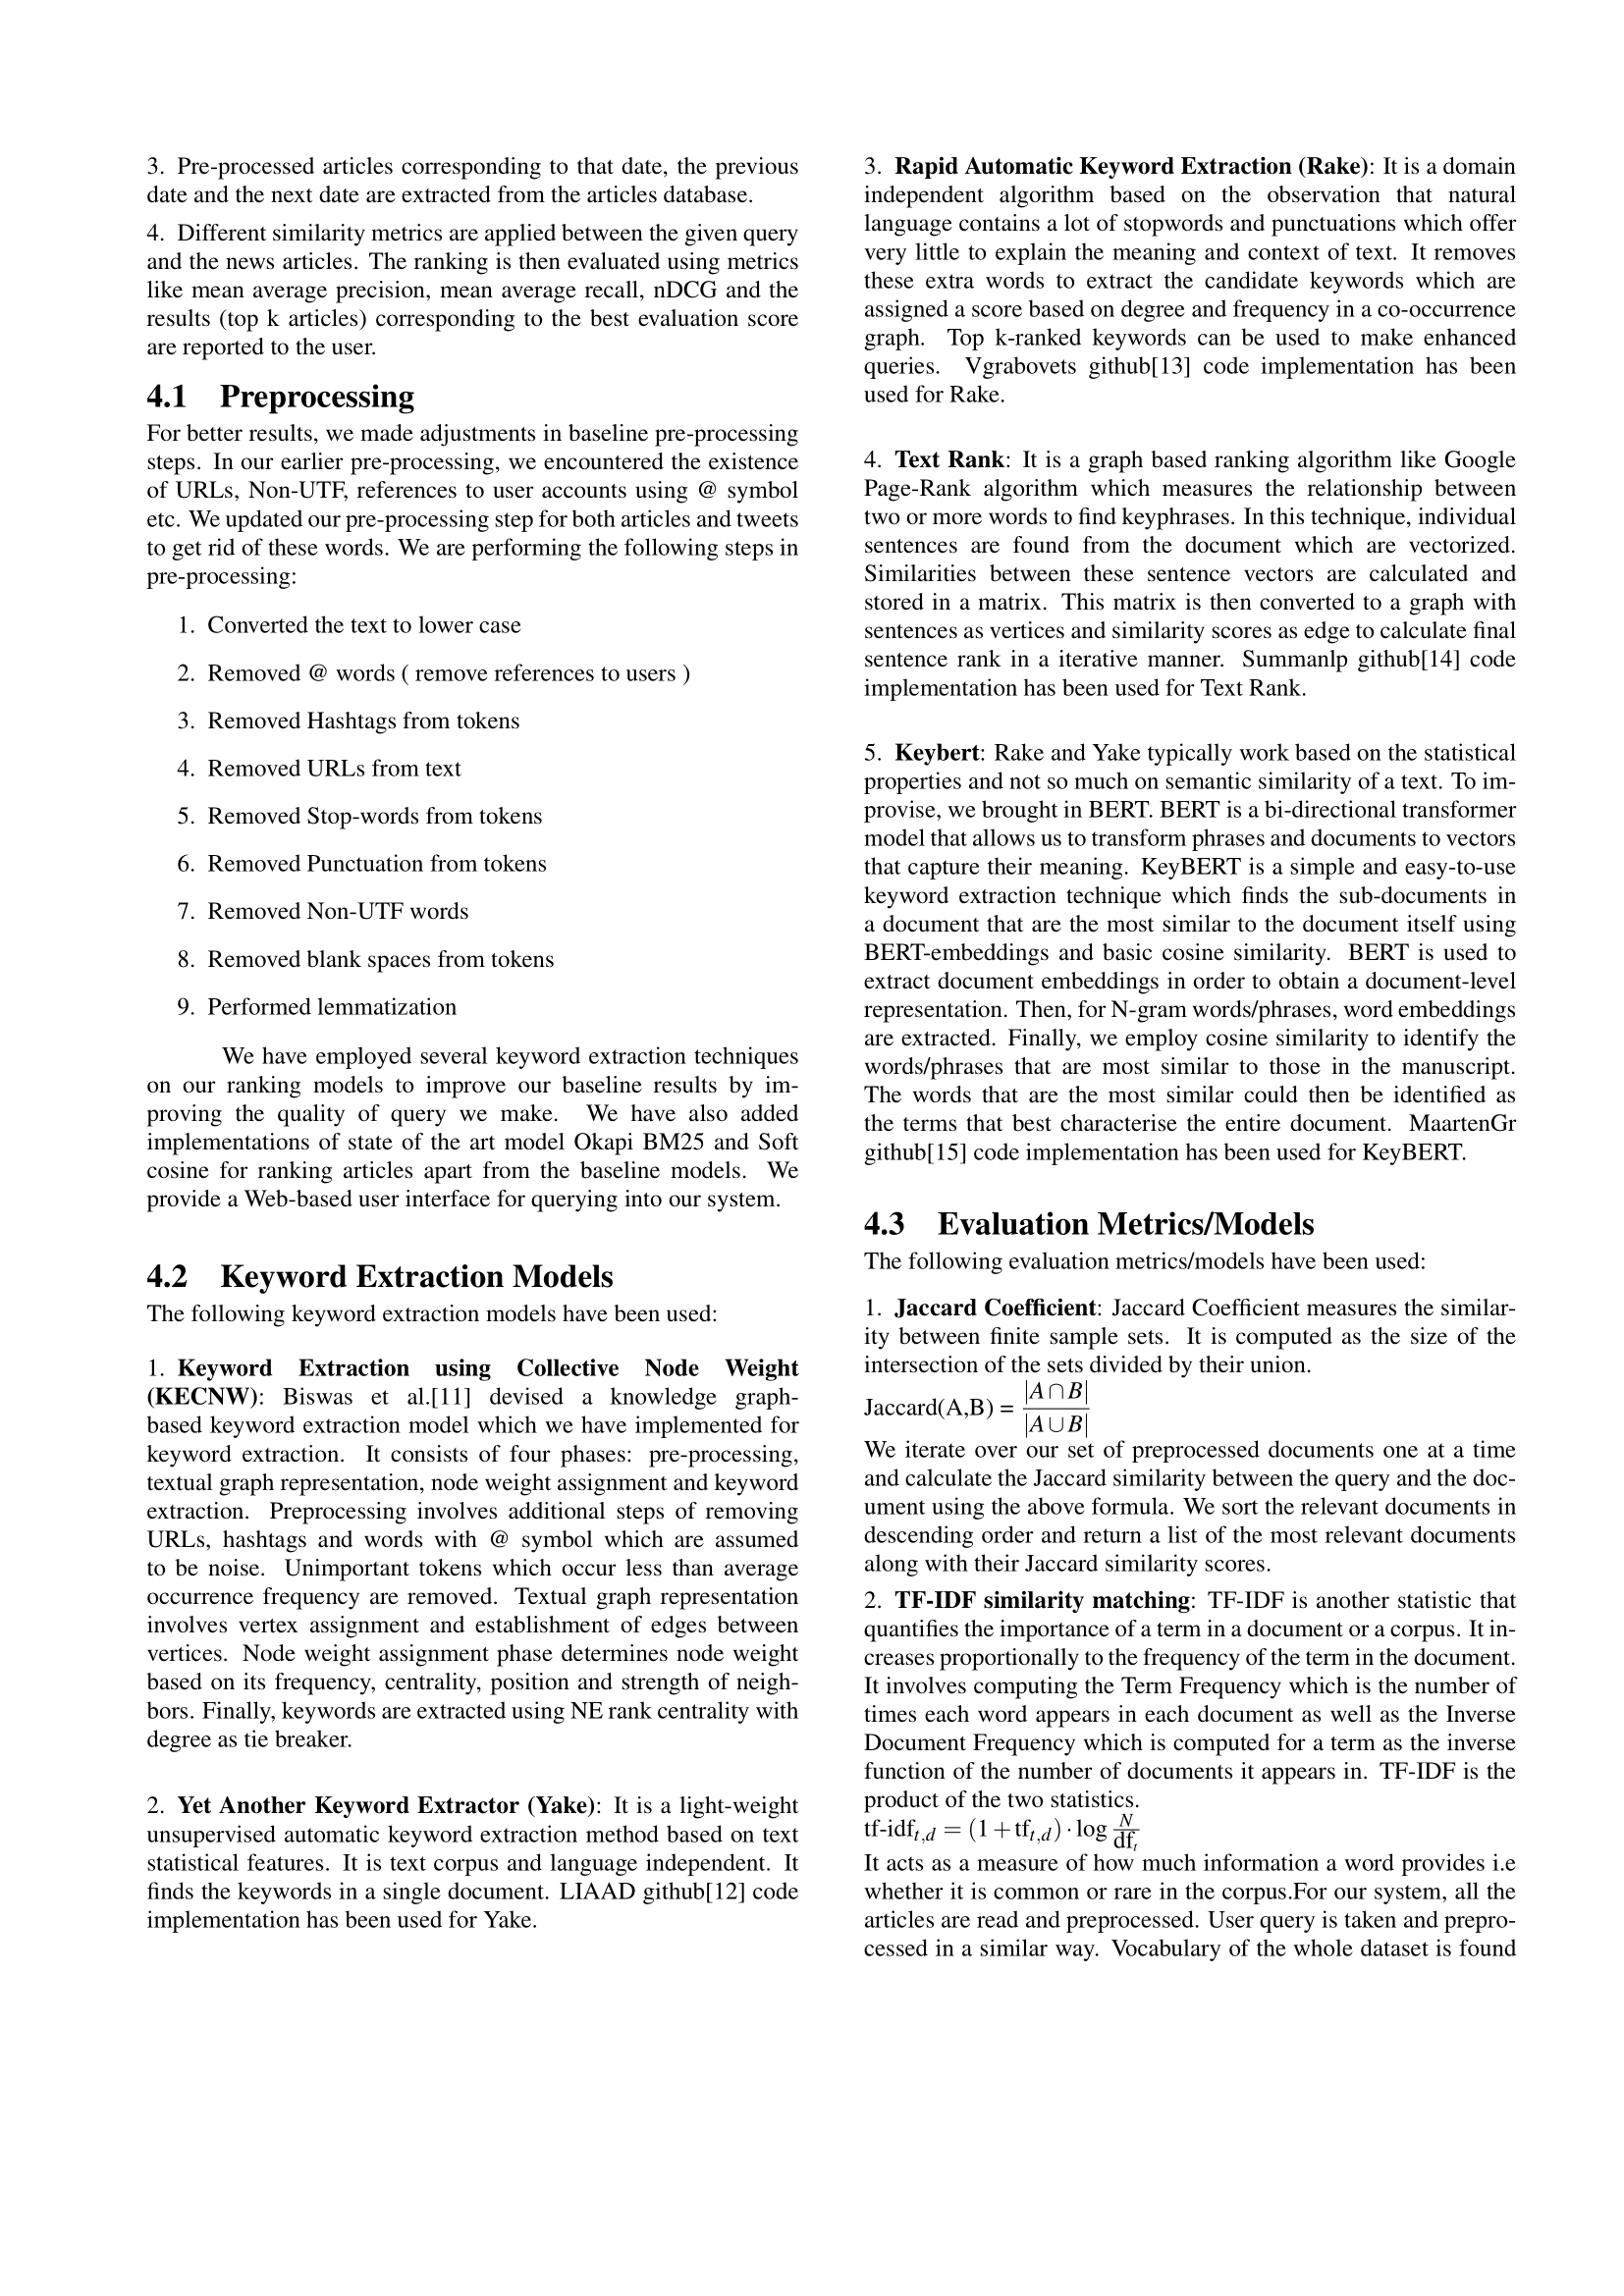 3. Pre-processed articles corresponding to that date, the previous
date and the next date are extracted from the articles database.
4. Different similarity metrics are applied between the given query
and the news articles. The ranking is then evaluated using metrics
like mean average precision, mean average recall, nDCG and the
results (top k articles) corresponding to the best evaluation score
are reported to the user.
4.1 Preprocessing
For better results, we made adjustments in baseline pre-processing
steps. In our earlier pre-processing, we encountered the existence
of URLs, Non-UTF, references to user accounts using @ symbol
etc. We updated our pre-processing step for both articles and tweets
to get rid of these words. We are performing the following steps in
pre-processing:
1. Converted the text to lower case
2. Removed @ words ( remove references to users )
3. Removed Hashtags from tokens
4. Removed URLs from text
5. Removed Stop-words from tokens
6. Removed Punctuation from tokens
7. Removed Non-UTF words
8. Removed blank spaces from tokens
9. Performed lemmatization
We have employed several keyword extraction techniques
on our ranking models to improve our baseline results by im-
proving the quality of query we make. We have also added
implementations of state of the art model Okapi BM25 and Soft
cosine for ranking articles apart from the baseline models. We
provide a Web-based user interface for querying into our system.
4.2 Keyword Extraction Models
The following keyword extraction models have been used:
1. Keyword Extraction using Collective Node Weight
(KECNW): Biswas et al.[11] devised a knowledge graph-
based keyword extraction model which we have implemented for
keyword extraction. It consists of four phases: pre-processing,
textual graph representation, node weight assignment and keyword
extraction. Preprocessing involves additional steps of removing
URLs, hashtags and words with @ symbol which are assumed
to be noise. Unimportant tokens which occur less than average
occurrence frequency are removed. Textual graph representation
involves vertex assignment and establishment of edges between
vertices. Node weight assignment phase determines node weight
based on its frequency, centrality, position and strength of neigh-
bors. Finally, keywords are extracted using NE rank centrality with
degree as tie breaker.
2. Yet Another Keyword Extractor (Yake): It is a light-weight
unsupervised automatic keyword extraction method based on text
statistical features. It is text corpus and language independent. It
finds the keywords in a single document. LIAAD github[12] code
implementation has been used for Yake.
3. Rapid Automatic Keyword Extraction (Rake): It is a domain
independent algorithm based on the observation that natural
language contains a lot of stopwords and punctuations which offer
very little to explain the meaning and context of text. It removes
these extra words to extract the candidate keywords which are
assigned a score based on degree and frequency in a co-occurrence
graph. Top k-ranked keywords can be used to make enhanced
queries. Vgrabovets github[13] code implementation has been
used for Rake.
4. Text Rank: It is a graph based ranking algorithm like Google
Page-Rank algorithm which measures the relationship between
two or more words to find keyphrases. In this technique, individual
sentences are found from the document which are vectorized.
Similarities between these sentence vectors are calculated and
stored in a matrix. This matrix is then converted to a graph with
sentences as vertices and similarity scores as edge to calculate final
sentence rank in a iterative manner. Summanlp github[14] code
implementation has been used for Text Rank.
5. Keybert: Rake and Yake typically work based on the statistical
properties and not so much on semantic similarity of a text. To im-
provise, we brought in BERT. BERT is a bi-directional transformer
model that allows us to transform phrases and documents to vectors
that capture their meaning. KeyBERT is a simple and easy-to-use
keyword extraction technique which finds the sub-documents in
a document that are the most similar to the document itself using
BERT-embeddings and basic cosine similarity. BERT is used to
extract document embeddings in order to obtain a document-level
representation. Then, for N-gram words/phrases, word embeddings
are extracted. Finally, we employ cosine similarity to identify the
words/phrases that are most similar to those in the manuscript.
The words that are the most similar could then be identified as
the terms that best characterise the entire document. MaartenGr
github[15] code implementation has been used for KeyBERT.
4.3 Evaluation Metrics/Models
The following evaluation metrics/models have been used:
1. Jaccard Coefficient: Jaccard Coefficient measures the similar-
ity between finite sample sets. It is computed as the size of the
intersection of the sets divided by their union.
Jaccard(A,B) = |A ∩ B| / |A ∪ B|
We iterate over our set of preprocessed documents one at a time
and calculate the Jaccard similarity between the query and the doc-
ument using the above formula. We sort the relevant documents in
descending order and return a list of the most relevant documents
along with their Jaccard similarity scores.
2. TF-IDF similarity matching: TF-IDF is another statistic that
quantifies the importance of a term in a document or a corpus. It in-
creases proportionally to the frequency of the term in the document.
It involves computing the Term Frequency which is the number of
times each word appears in each document as well as the Inverse
Document Frequency which is computed for a term as the inverse
function of the number of documents it appears in. TF-IDF is the
product of the two statistics.
tf-idf_{t,d} = (1 + tf_{t,d}) · log N / df_t
It acts as a measure of how much information a word provides i.e
whether it is common or rare in the corpus.For our system, all the
articles are read and preprocessed. User query is taken and prepro-
cessed in a similar way. Vocabulary of the whole dataset is found